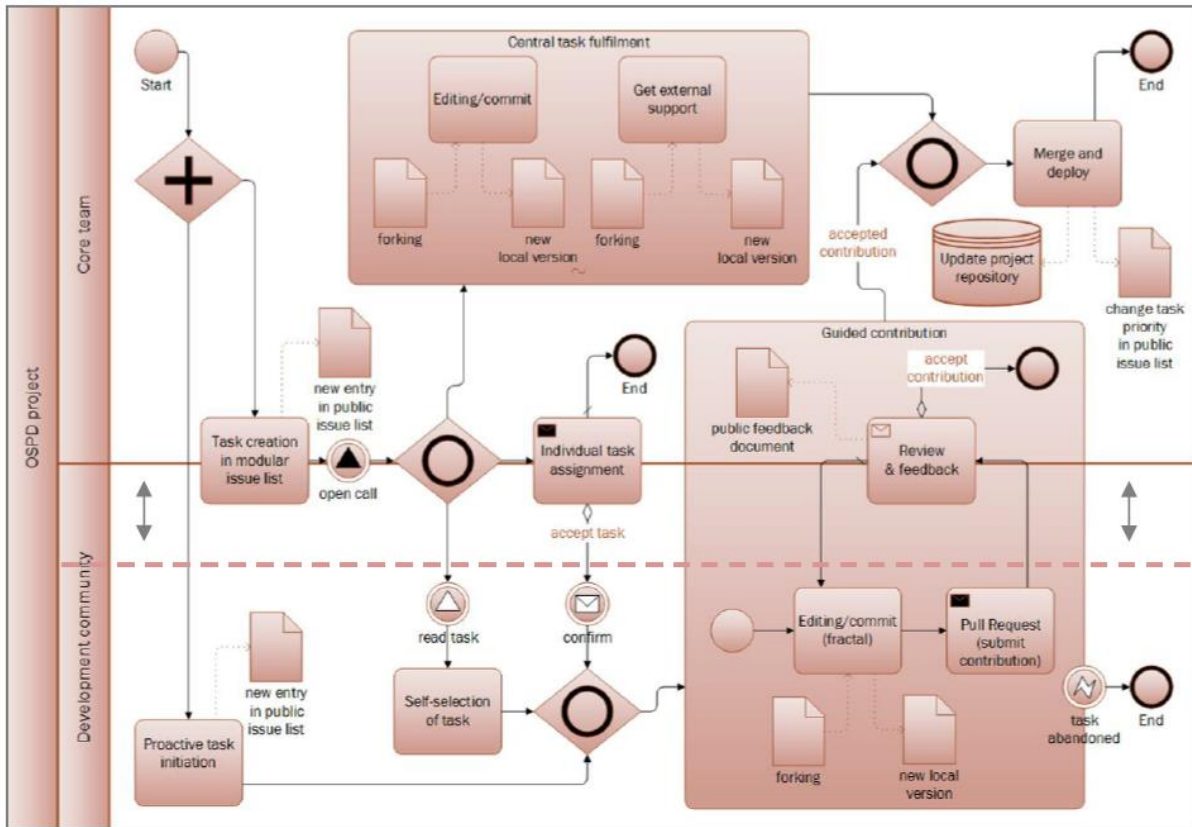 OSPD project
Core team
Development community
Start
Central task fulfilment
Editing/commit
Get external
support
forking
new
local version
forking
new
local version
End
Merge and
deploy
accepted
contribution
Update project
repository
change task
priority
in public
issue list
new entry
in public
issue list
Task creation
in modular
issue list
open call
End
Individual task
assignment
accept task
Guided contribution
accept
contribution
public feedback
document
Review
& feedback
read task
confirm
Editing/commit
(fractal)
Pull Request
(submit
contribution)
new entry
in public
issue list
Self-selection
of task
Proactive task
initiation
forking
new local
version
task
abandoned
End